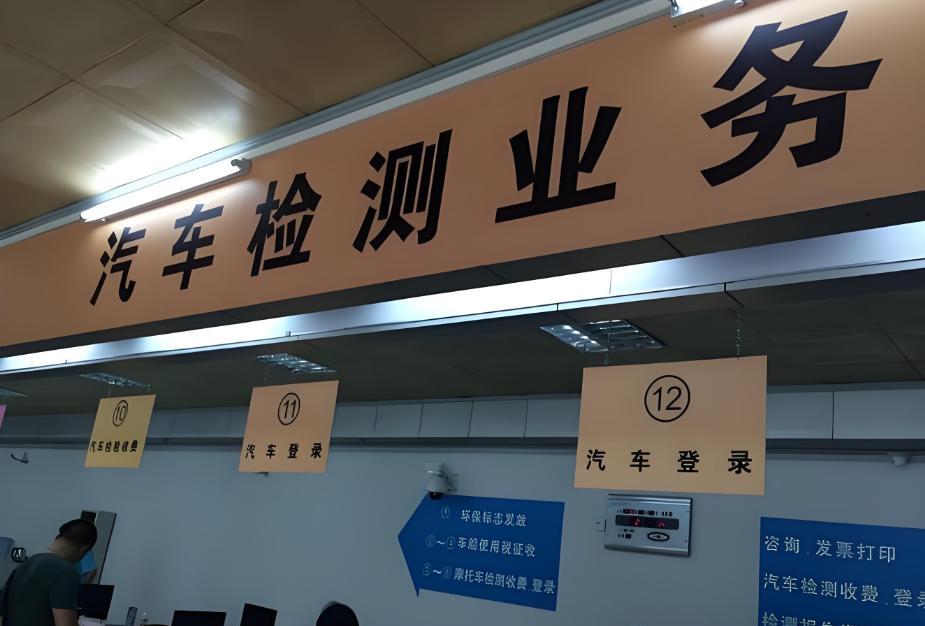 汽车检测业务
⑩
汽车检验收费
⑪
汽车登录
⑫
汽车登录
① 环保标志发放
车船使用税征收
摩托车检测收费.登录
咨询.发票打印
汽车检测收费.登录